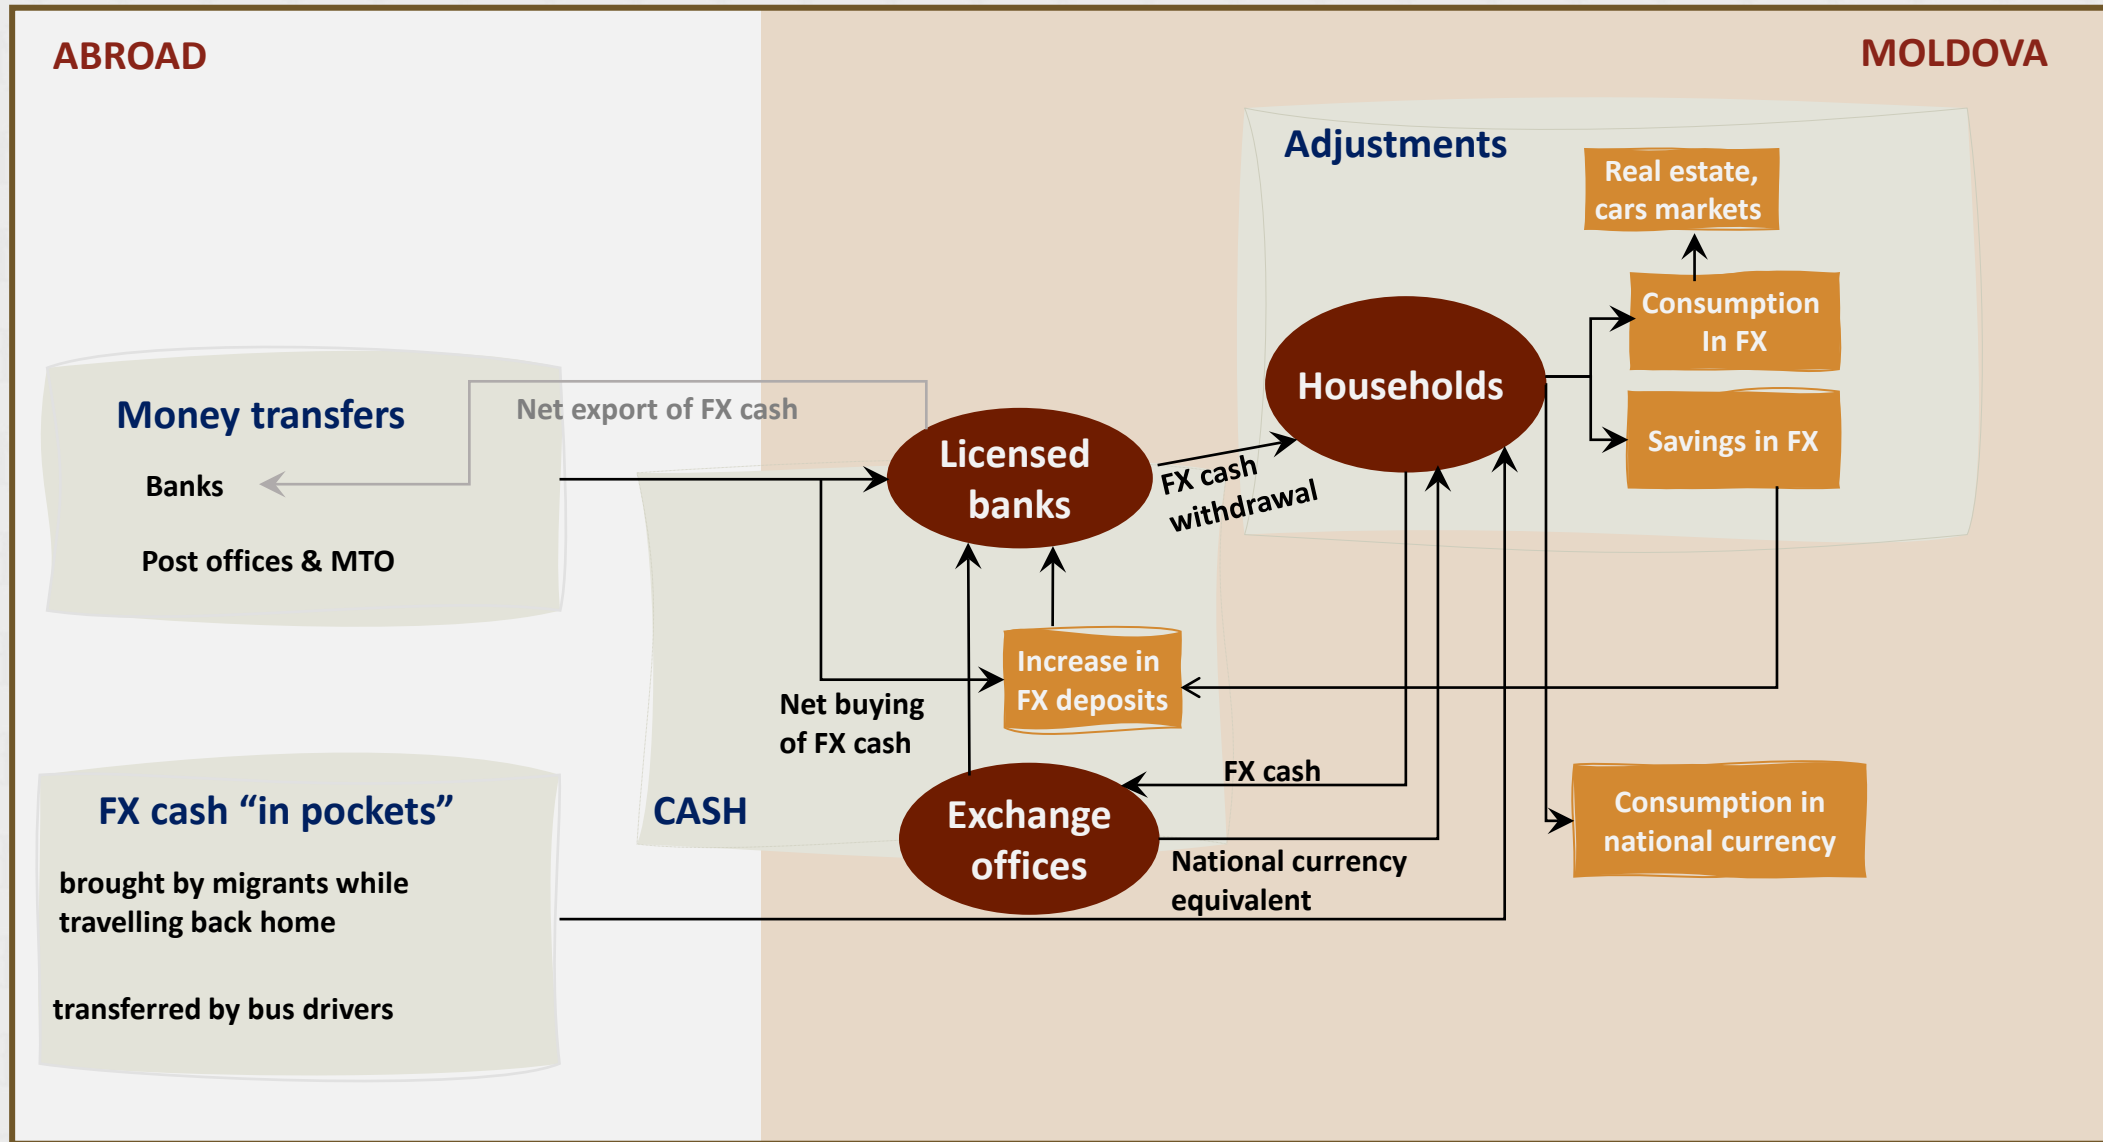 ABROAD
MOLDOVA
Adjustments
Real estate,
cars markets
Consumption
In FX
Households
Savings in FX
Money transfers
Net export of FX cash
Banks
Post offices & MTO
Licensed
banks
FX cash
withdrawal
Increase in
FX deposits
Net buying
of FX cash
FX cash
CASH
Exchange
offices
National currency
equivalent
Consumption in
national currency
FX cash “in pockets”
brought by migrants while
travelling back home
transferred by bus drivers